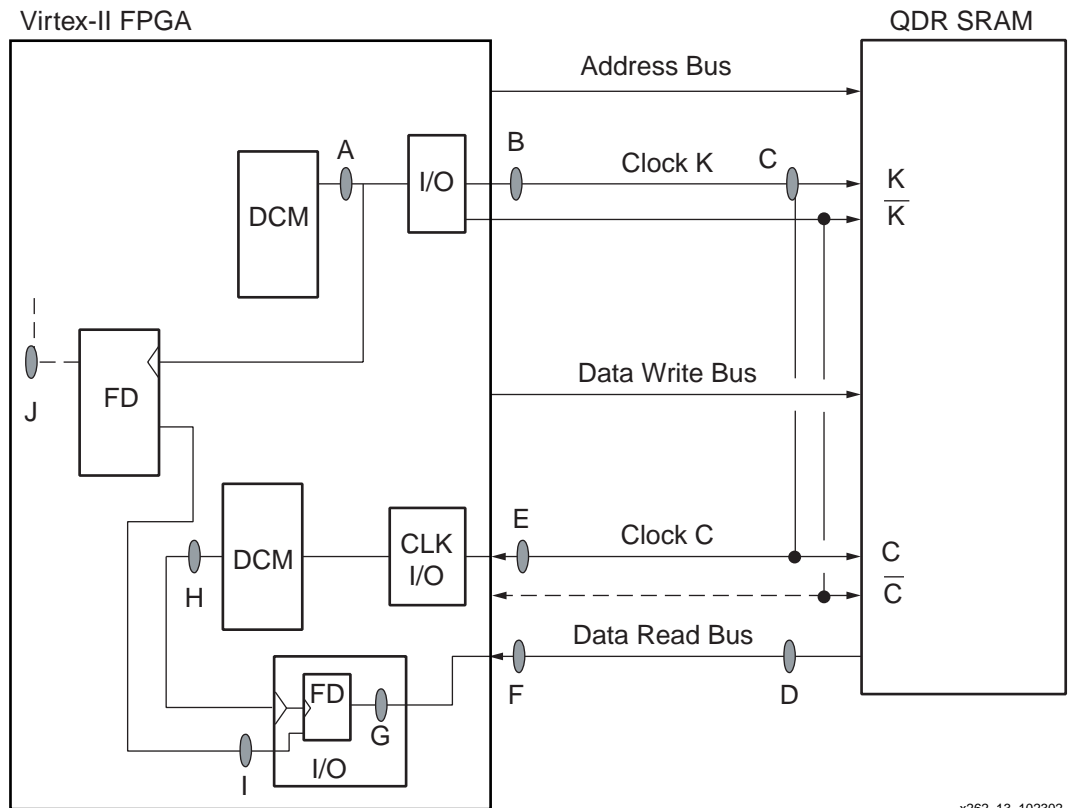 Virtex-II FPGA
QDR SRAM
Address Bus
A
B
Clock K
C
I/O
K
DCM
K̅
Data Write Bus
FD
J
E
Clock C
CLK
I/O
DCM
C
H
C̅
Data Read Bus
FD
F
D
G
I
I/O
x262_13_102302